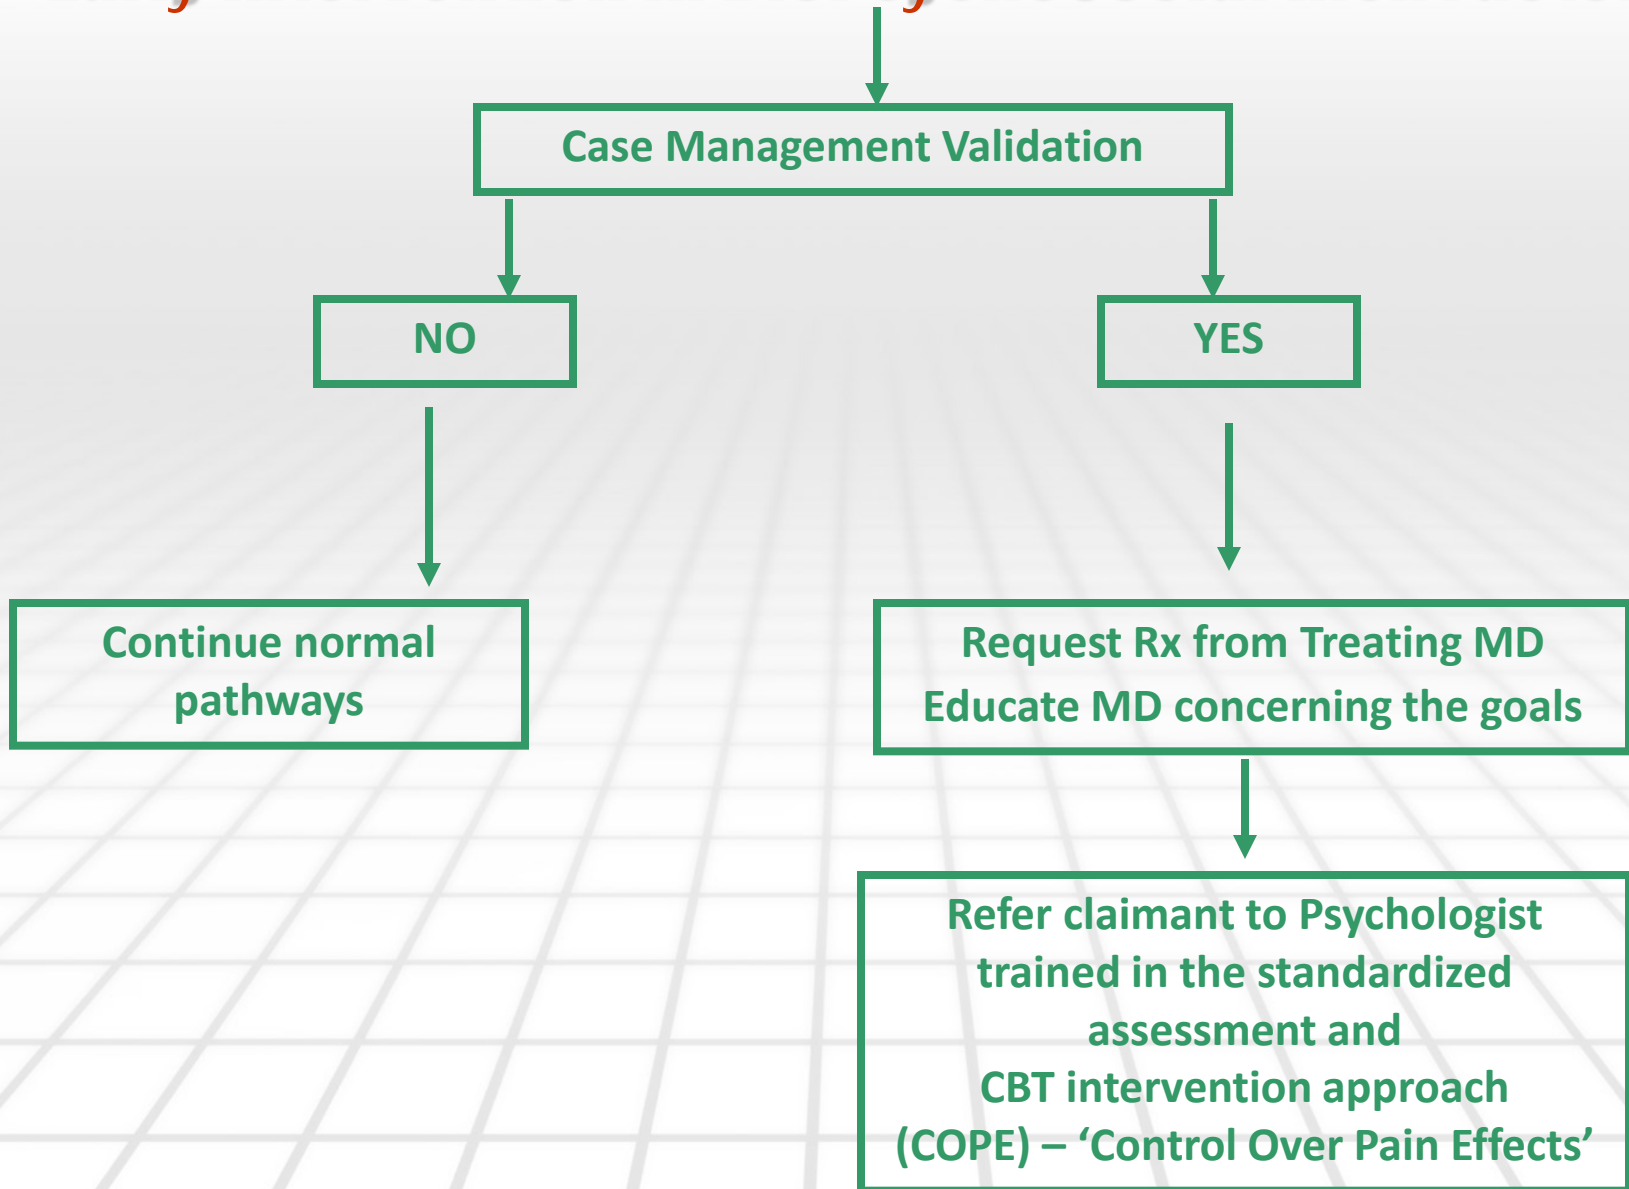 Case Management Validation
NO
YES
Continue normal
pathways
Request Rx from Treating MD
Educate MD concerning the goals
Refer claimant to Psychologist
trained in the standardized
assessment and
CBT intervention approach
(COPE) – ‘Control Over Pain Effects’